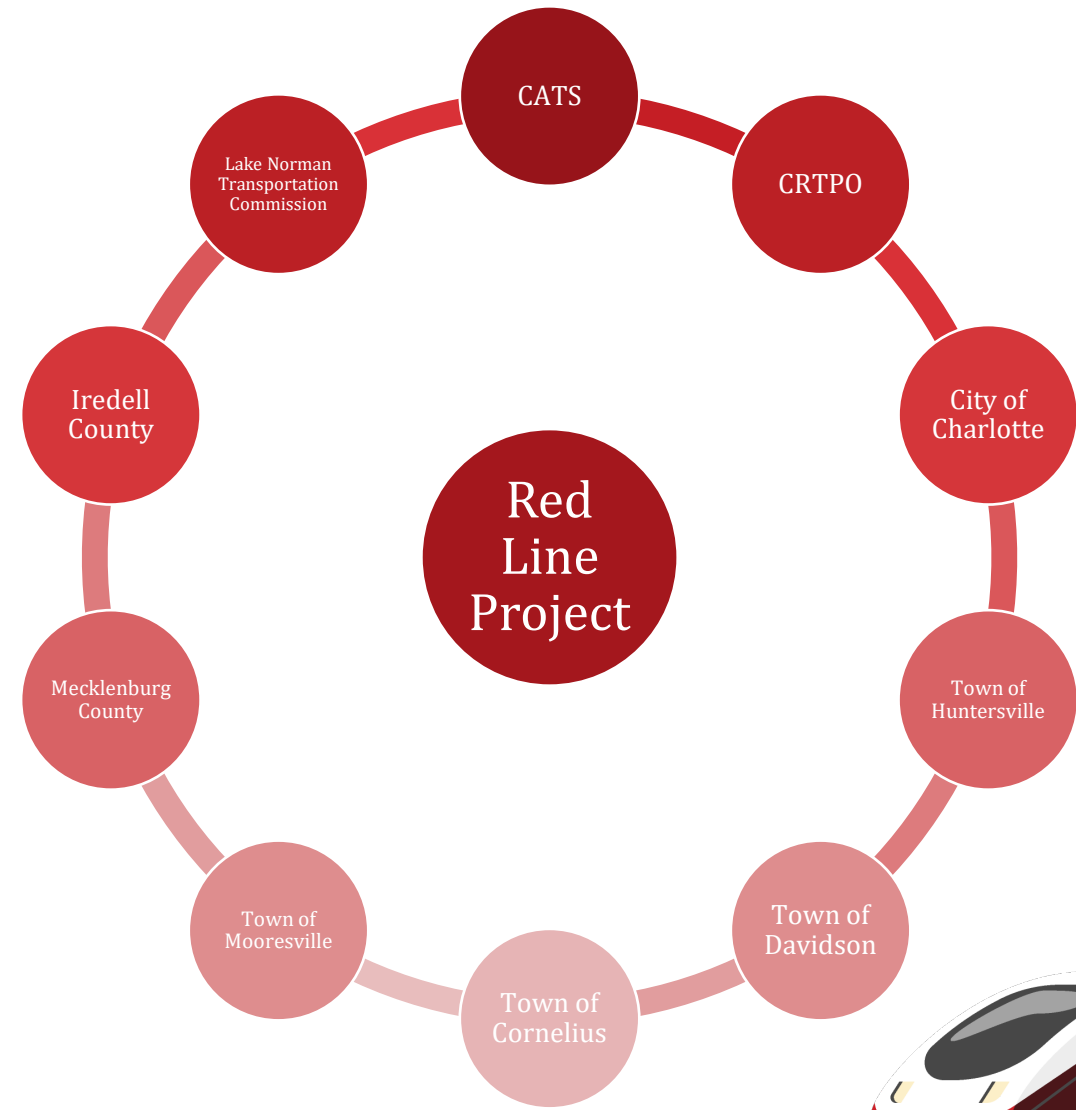 CATS
CRTPO
City of
Charlotte
Town of
Huntersville
Town of
Davidson
Town of
Cornelius
Town of
Mooresville
Mecklenburg
County
Iredell
County
Lake Norman
Transportation
Commission
Red
Line
Project